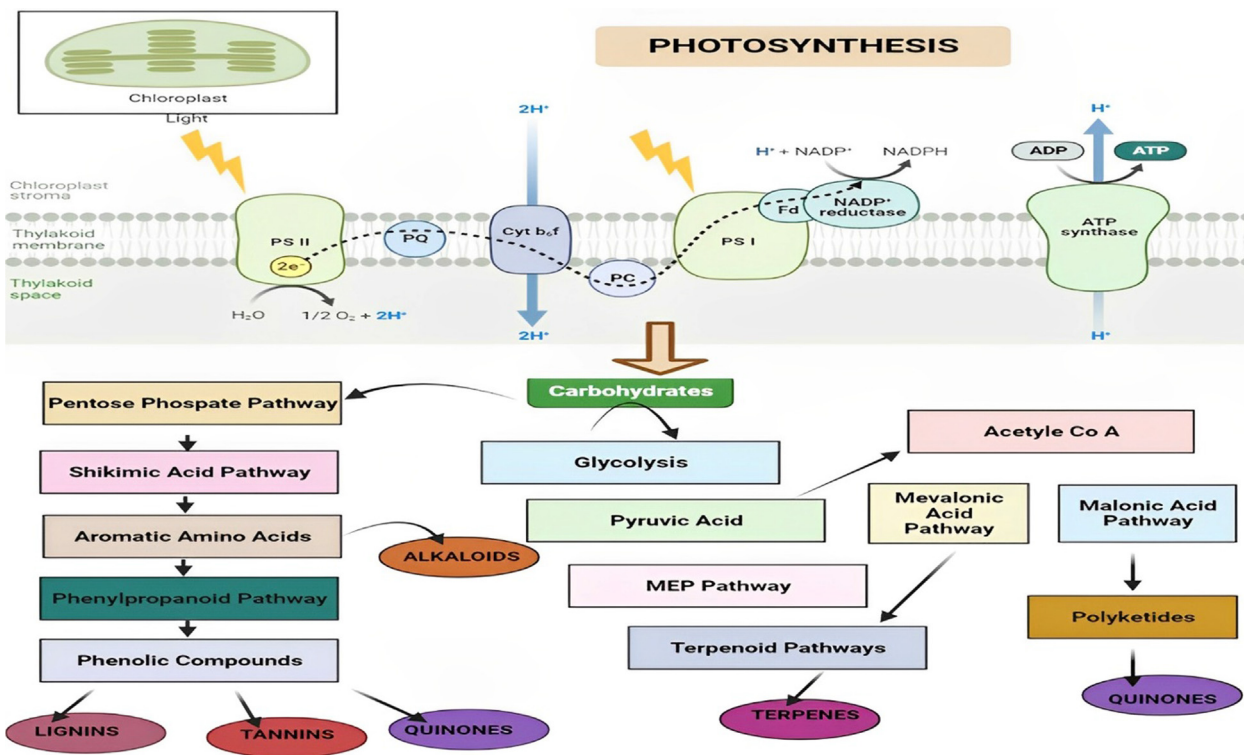 PHOTOSYNTHESIS
Chloroplast
Light
2H⁺
H⁺ + NADP⁺
NADPH
H⁺
ADP
ATP
Chloroplast
stroma
Thylakoid
membrane
Thylakoid
space
PS II
2e⁻
PQ
Cyt b₆f
PC
PS I
Fd
NADP⁺
reductase
ATP
synthase
H₂O
1/2 O₂ + 2H⁺
2H⁺
H⁺
Carbohydrates
Pentose Phospate Pathway
Acetyle Co A
Glycolysis
Shikimic Acid Pathway
Pyruvic Acid
Mevalonic
Acid
Pathway
Malonic Acid
Pathway
Aromatic Amino Acids
ALKALOIDS
MEP Pathway
Phenylpropanoid Pathway
Polyketides
Terpenoid Pathways
Phenolic Compounds
QUINONES
TERPENES
LIGNINS
TANNINS
QUINONES